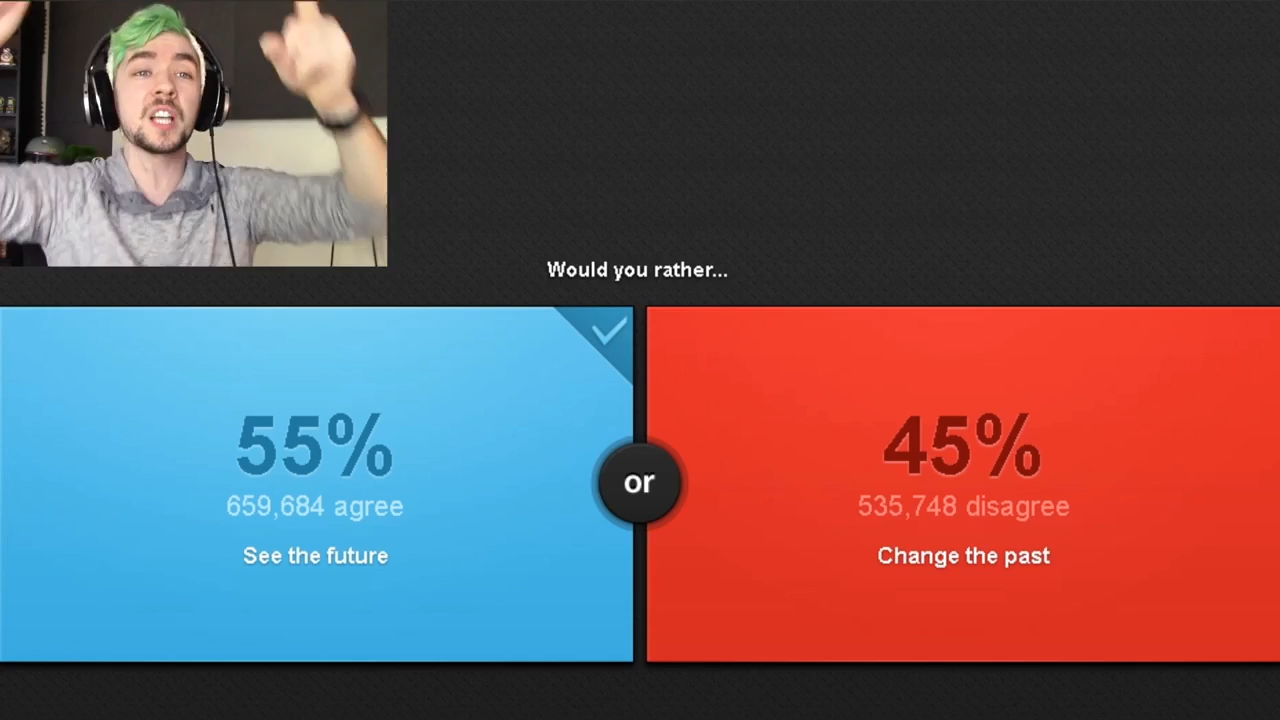 Would you rather...
55%
659,684 agree
See the future
or
45%
535,748 disagree
Change the past